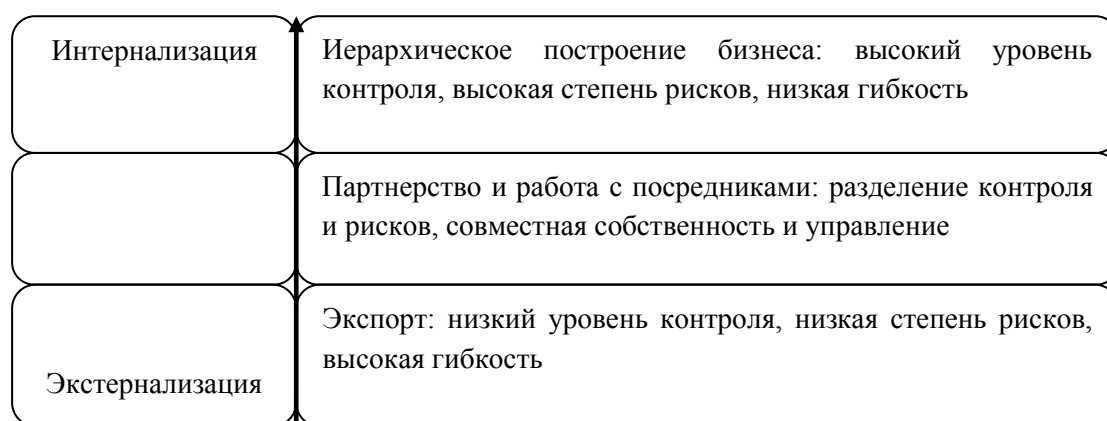 Интернализация
Иерархическое построение бизнеса: высокий уровень
контроля, высокая степень рисков, низкая гибкость
Партнерство и работа с посредниками: разделение контроля
и рисков, совместная собственность и управление
Экспорт: низкий уровень контроля, низкая степень рисков,
высокая гибкость
Экстернализация